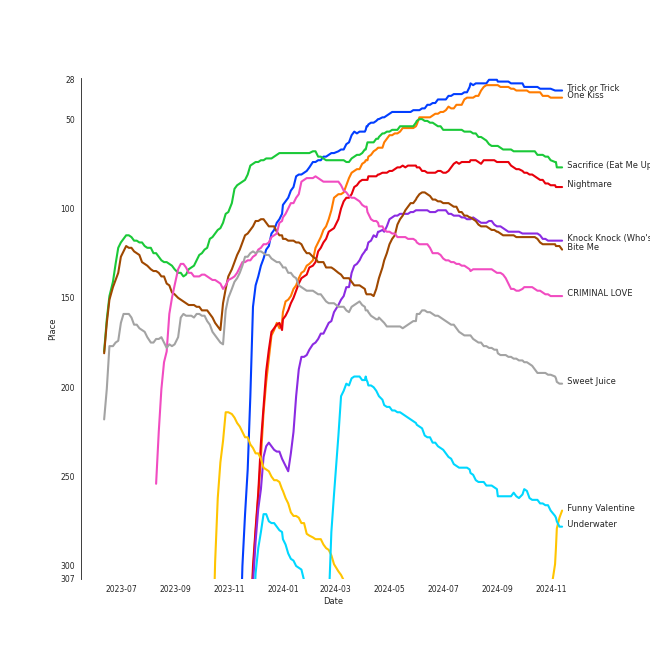 28
50
100
150
200
250
300
307
Place
2023-07
2023-09
2023-11
2024-01
2024-03
2024-05
2024-07
2024-09
2024-11
Date
Trick or Trick
One Kiss
Sacrifice (Eat Me Up
Nightmare
Knock Knock (Who's
Bite Me
CRIMINAL LOVE
Sweet Juice
Funny Valentine
Underwater